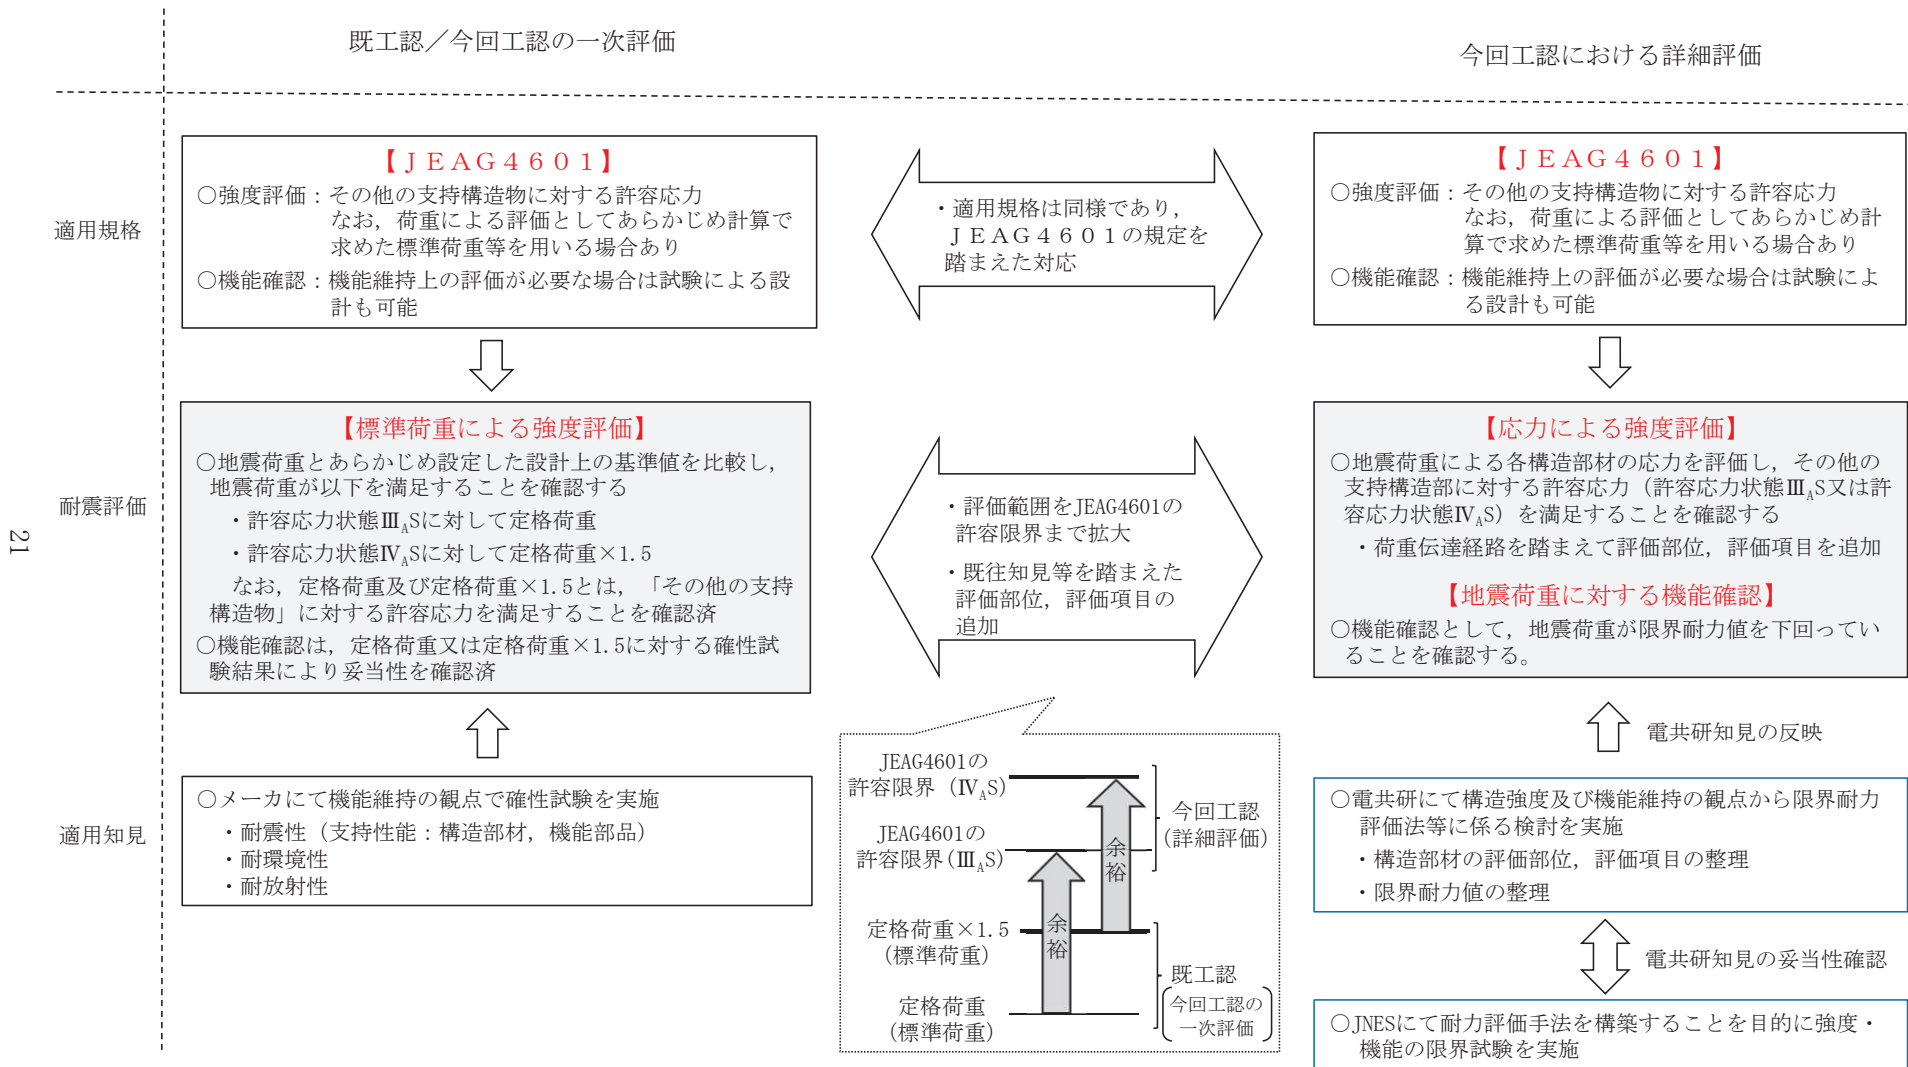 既工認／今回工認の一次評価
今回工認における詳細評価
適用規格
【ＪＥＡＧ４６０１】
○強度評価：その他の支持構造物に対する許容応力
なお，荷重による評価としてあらかじめ計算で
求めた標準荷重等を用いる場合あり
○機能確認：機能維持上の評価が必要な場合は試験による設
計も可能
・適用規格は同様であり，
ＪＥＡＧ４６０１の規定を
踏まえた対応
【ＪＥＡＧ４６０１】
○強度評価：その他の支持構造物に対する許容応力
なお，荷重による評価としてあらかじめ計
算で求めた標準荷重等を用いる場合あり
○機能確認：機能維持上の評価が必要な場合は試験によ
る設計も可能
耐震評価
【標準荷重による強度評価】
○地震荷重とあらかじめ設定した設計上の基準値を比較し，
地震荷重が以下を満足することを確認する
・許容応力状態ⅢASに対して定格荷重
・許容応力状態ⅣASに対して定格荷重×1.5
なお，定格荷重及び定格荷重×1.5とは，「その他の支持
構造物」に対する許容応力を満足することを確認済
○機能確認は，定格荷重又は定格荷重×1.5に対する確性試
験結果により妥当性を確認済
・評価範囲をJEAG4601の
許容限界まで拡大
・既往知見等を踏まえた
評価部位，評価項目の
追加
【応力による強度評価】
○地震荷重による各構造部材の応力を評価し，その他の
支持構造部に対する許容応力（許容応力状態ⅢAS又は許
容応力状態ⅣAS）を満足することを確認する
・荷重伝達経路を踏まえて評価部位，評価項目を追加
【地震荷重に対する機能確認】
○機能確認として，地震荷重が限界耐力値を下回ってい
ることを確認する。
電共研知見の反映
適用知見
○メーカにて機能維持の観点で確性試験を実施
・耐震性（支持性能：構造部材，機能部品）
・耐環境性
・耐放射性
JEAG4601の
許容限界（ⅣAS）
JEAG4601の
許容限界（ⅢAS）
定格荷重×1.5
（標準荷重）
定格荷重
（標準荷重）
余裕
余裕
今回工認
（詳細評価）
既工認
今回工認の
一次評価
○電共研にて構造強度及び機能維持の観点から限界耐力
評価法等に係る検討を実施
・構造部材の評価部位，評価項目の整理
・限界耐力値の整理
電共研知見の妥当性確認
○JNESにて耐力評価手法を構築することを目的に強度・
機能の限界試験を実施
21